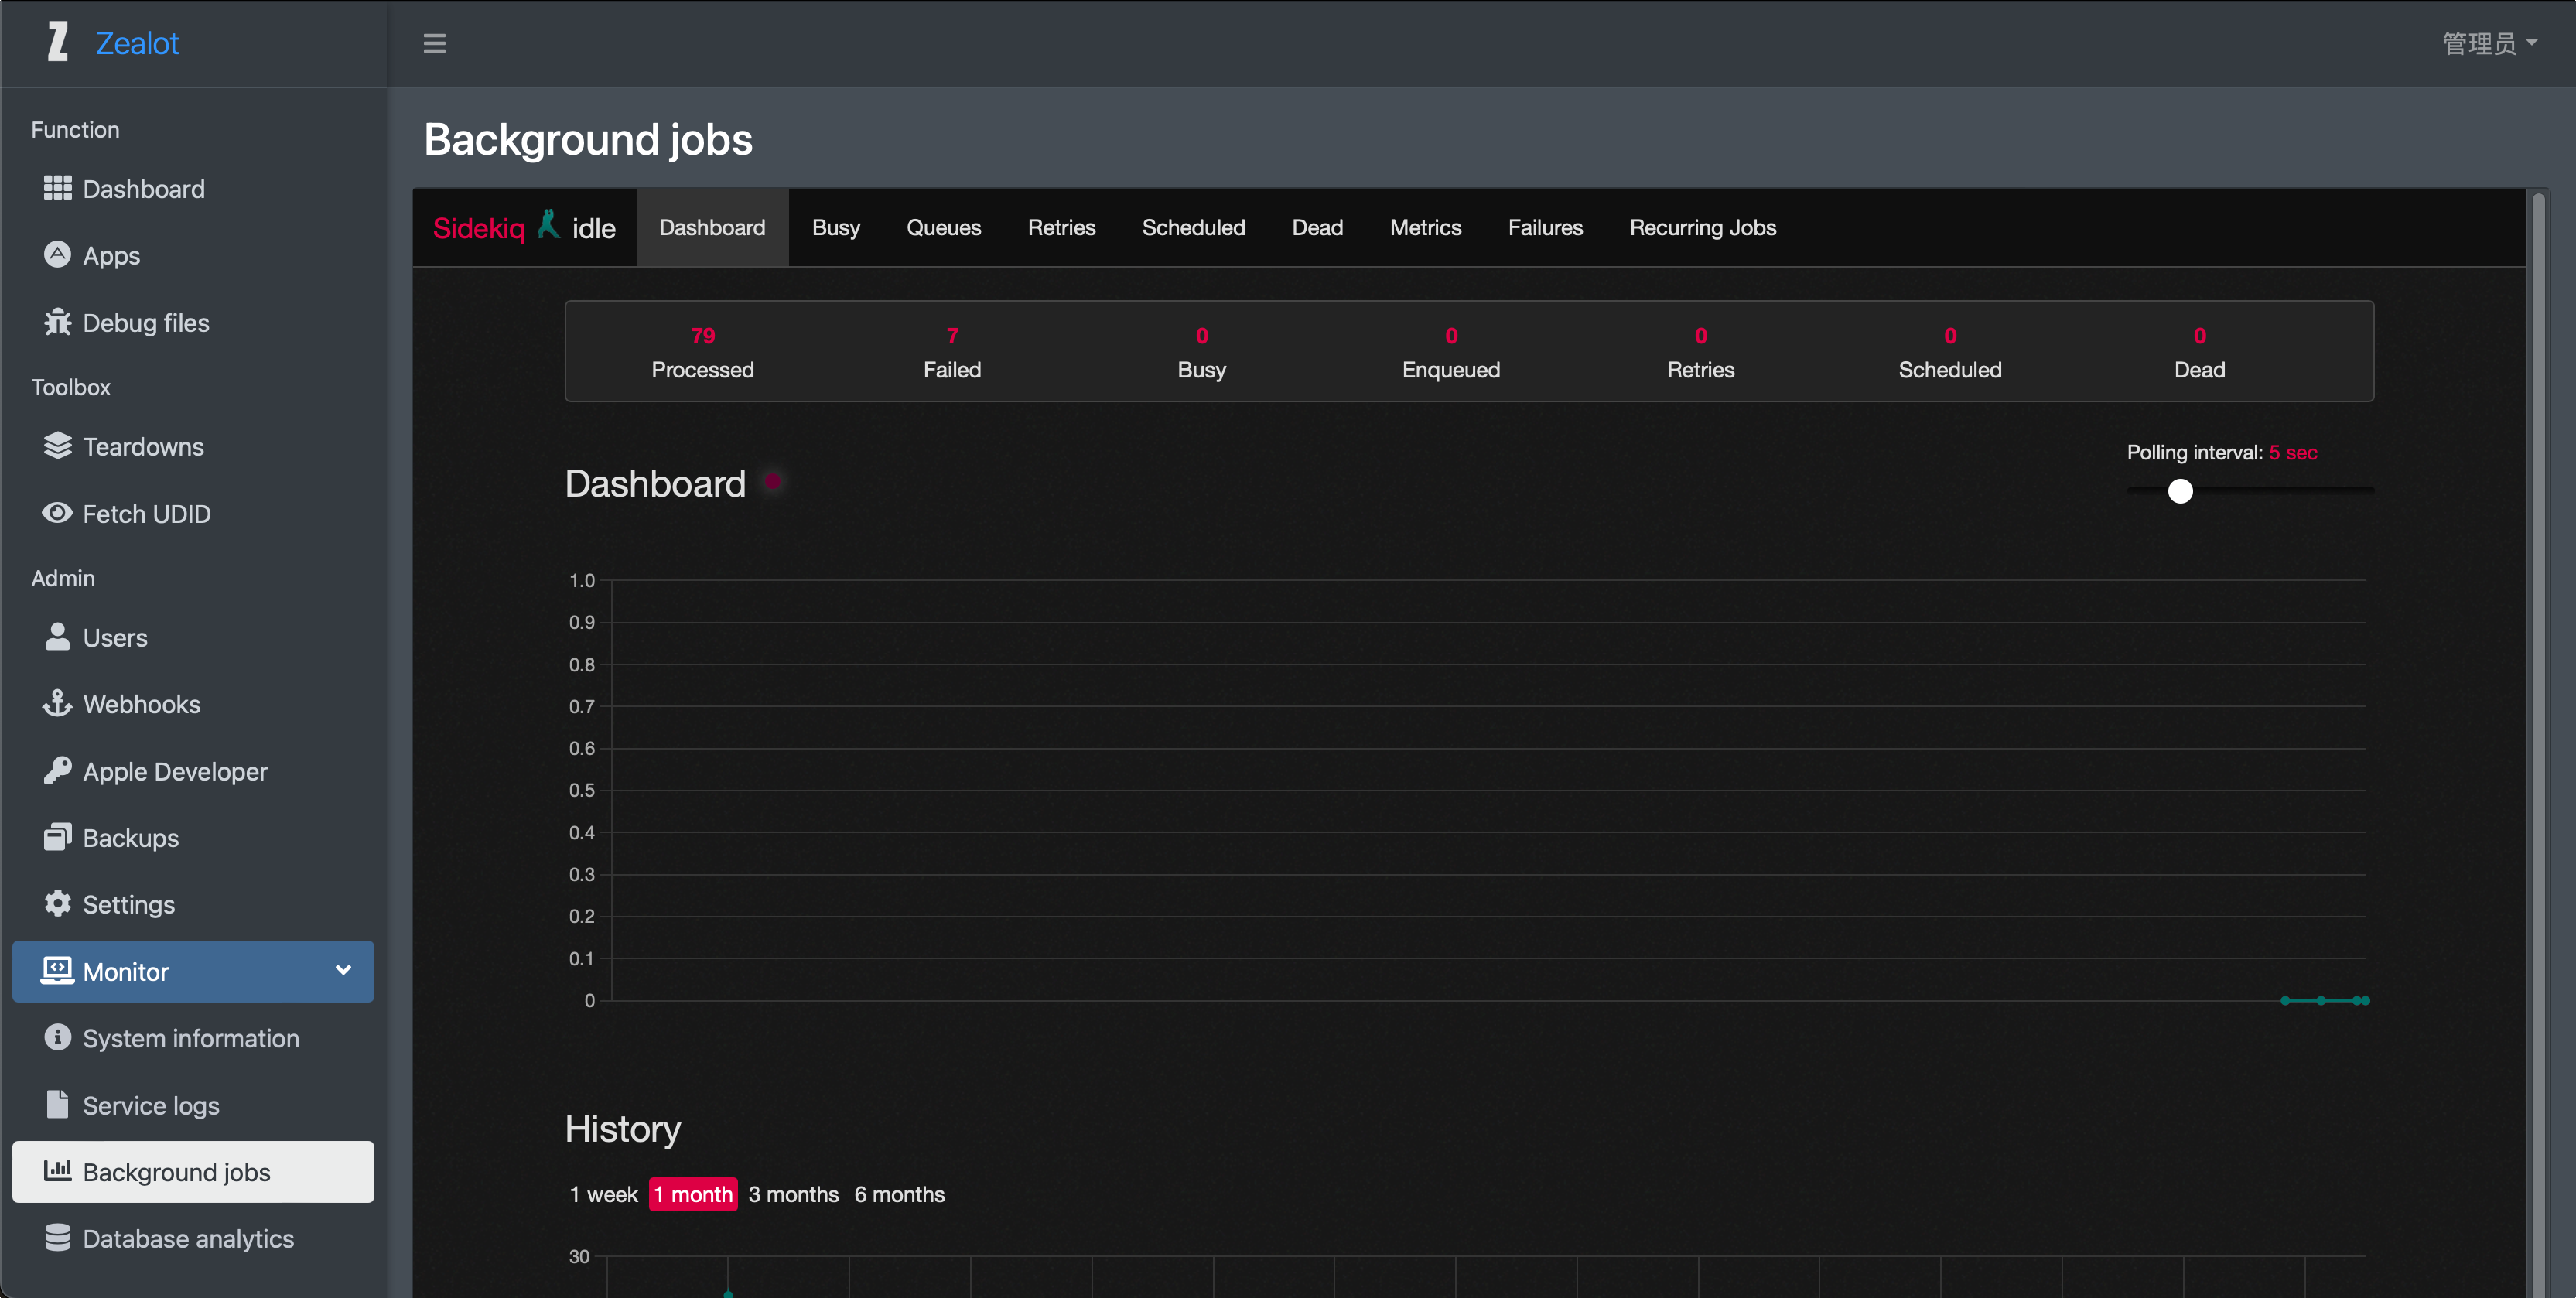 Zealot
管理员
Function
Dashboard
Apps
Debug files
Toolbox
Teardowns
Fetch UDID
Admin
Users
Webhooks
Apple Developer
Backups
Settings
Monitor
System information
Service logs
Background jobs
Database analytics
Background jobs
Sidekiq idle Dashboard Busy Queues Retries Scheduled Dead Metrics Failures Recurring Jobs
79 7 0 0 0 0 0
Processed Failed Busy Enqueued Retries Scheduled Dead
Polling interval: 5 sec
Dashboard
1.0
0.9
0.8
0.7
0.6
0.5
0.4
0.3
0.2
0.1
0
History
1 week 1 month 3 months 6 months
30